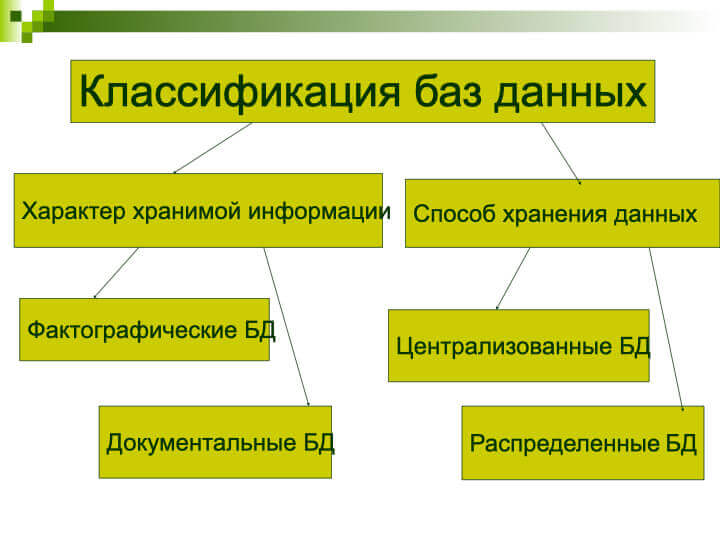 Классификация баз данных
Характер хранимой информации
Способ хранения данных
Фактографические БД
Централизованные БД
Документальные БД
Распределенные БД